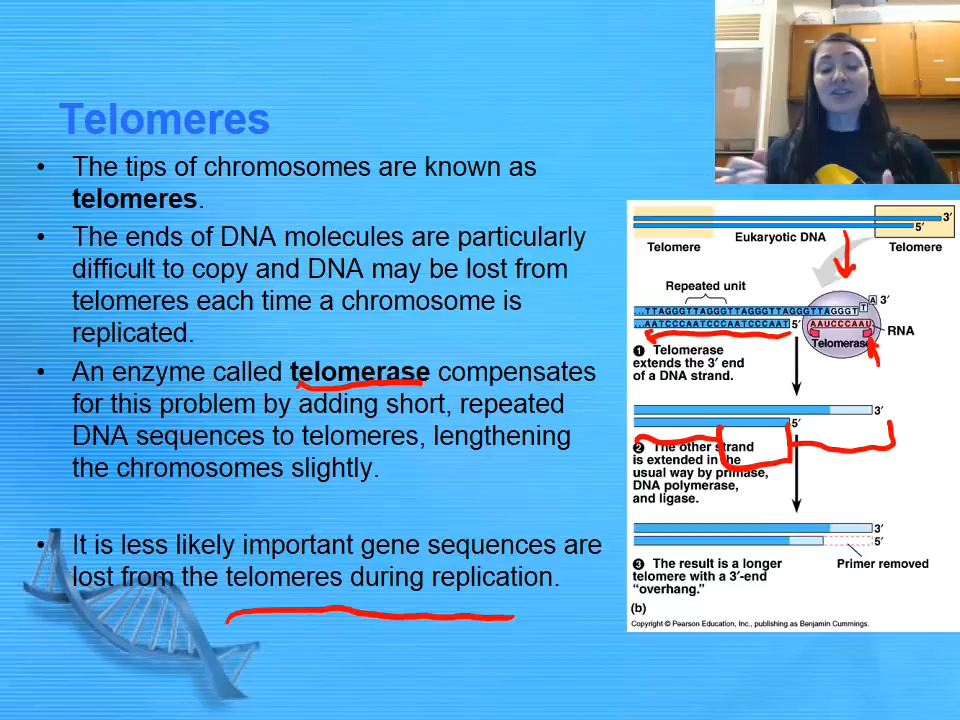 Telomeres
• The tips of chromosomes are known as
telomeres.
• The ends of DNA molecules are particularly
difficult to copy and DNA may be lost from
telomeres each time a chromosome is
replicated.
• An enzyme called telomerase compensates
for this problem by adding short, repeated
DNA sequences to telomeres, lengthening
the chromosomes slightly.
• It is less likely important gene sequences are
lost from the telomeres during replication.
3′
5′
Telomere
Eukaryotic DNA
Telomere
Repeated unit
A 3′
T
...TTAGGGTTAGGGTTAGGGTTAGGGTTAGGGT
...AATCCCAATCCCAATCCCAAT 5′
AAUCCCAAU
RNA
Telomerase
1 Telomerase
extends the 3′ end
of a DNA strand.
3′
5′
2 The other strand
is extended in the
usual way by primase,
DNA polymerase,
and ligase.
3′
5′
3 The result is a longer
telomere with a 3′-end
“overhang.”
Primer removed
(b)
Copyright © Pearson Education, Inc., publishing as Benjamin Cummings.